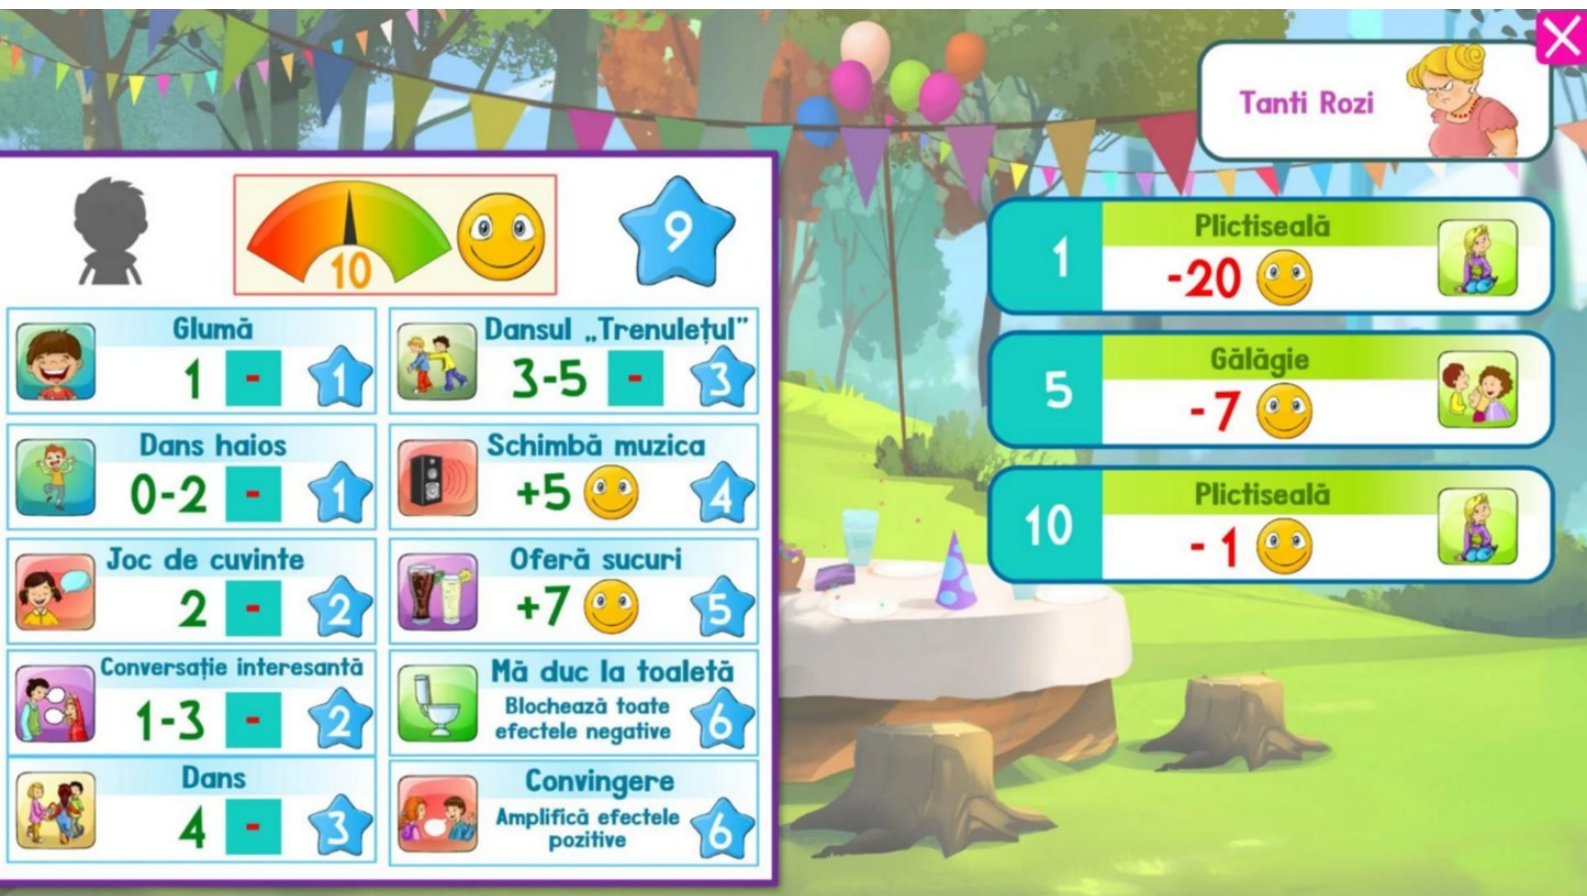 Tanti Rozi
10
9
Glumă
1 - 1
Dansul „Trenulețul”
3-5 - 3
Dans haios
0-2 - 1
Schimbă muzica
+5 4
Joc de cuvinte
2 - 2
Oferă sucuri
+7 5
Conversație interesantă
1-3 - 2
Mă duc la toaletă
Blochează toate
efectele negative
6
Dans
4 - 3
Convingere
Amplifică efectele
pozitive
6
1
Plictiseală
-20
5
Gălăgie
- 7
10
Plictiseală
- 1